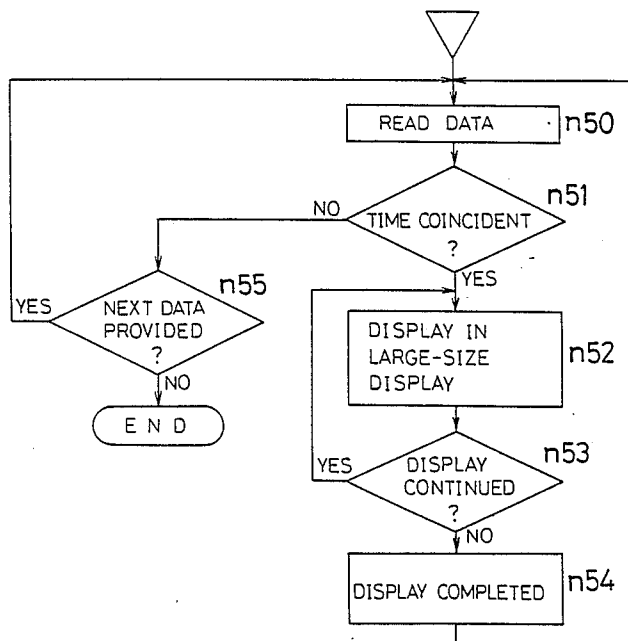 READ DATA
n50
n51
NO
TIME COINCIDENT
?
YES
n55
YES
NEXT DATA
PROVIDED
?
NO
END
DISPLAY IN
LARGE-SIZE
DISPLAY
n52
n53
YES
DISPLAY
CONTINUED
?
NO
DISPLAY COMPLETED
n54